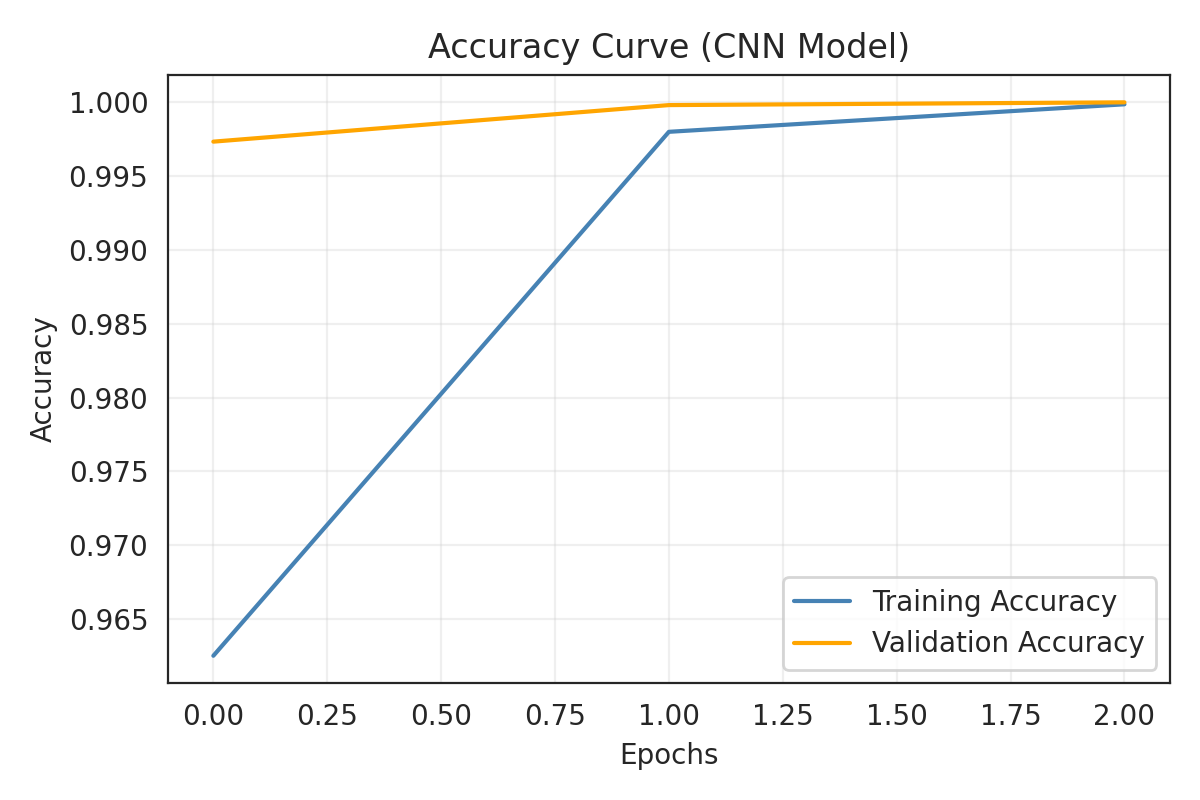 Accuracy Curve (CNN Model)
1.000
0.995
0.990
0.985
0.980
0.975
0.970
0.965
Accuracy
Training Accuracy
Validation Accuracy
0.00 0.25 0.50 0.75 1.00 1.25 1.50 1.75 2.00
Epochs